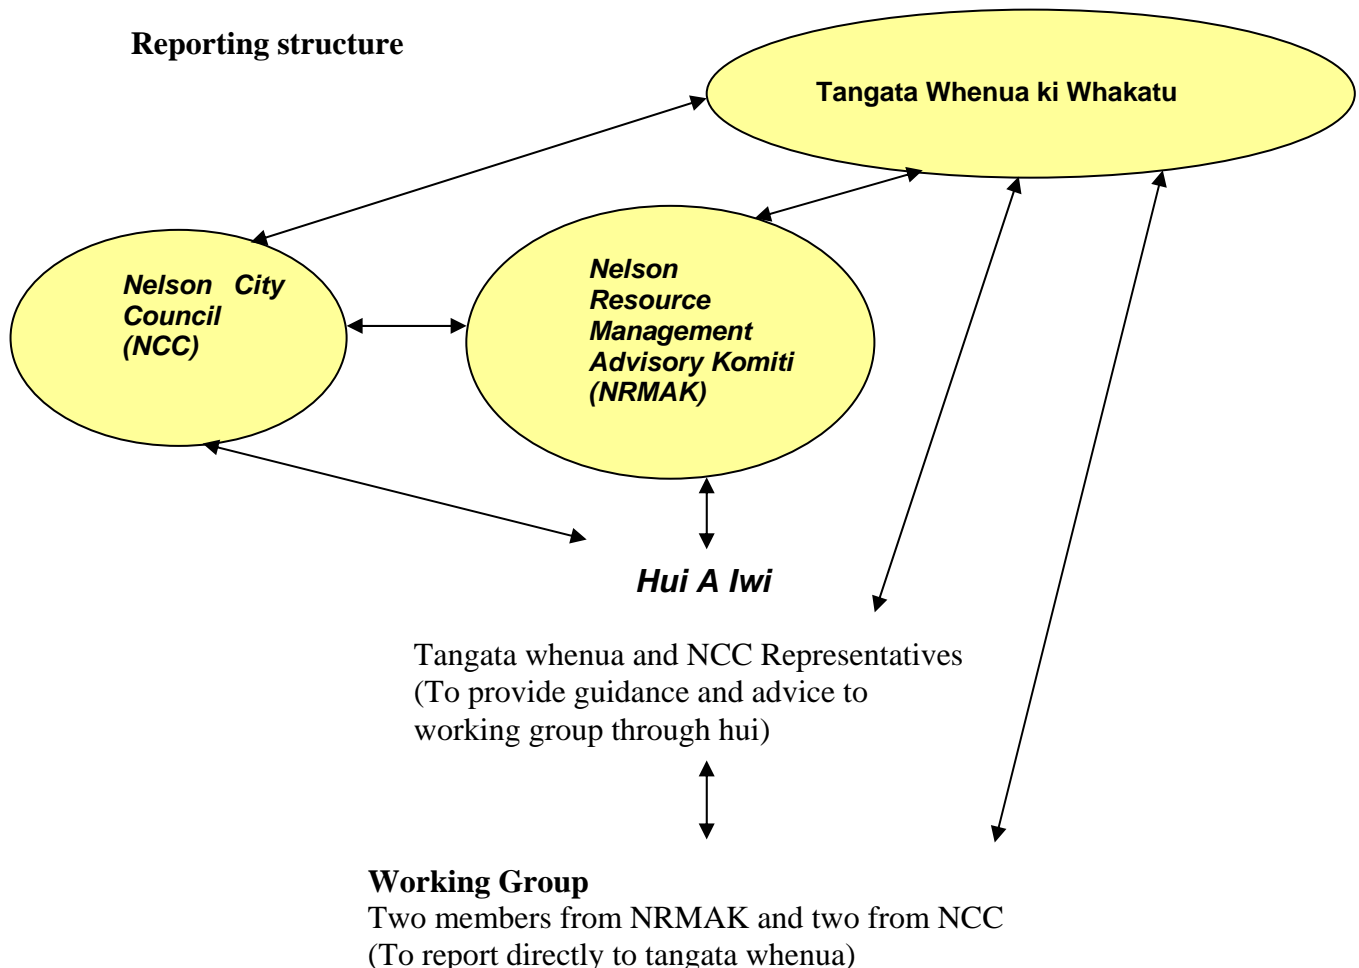 Reporting structure
Tangata Whenua ki Whakatu
Nelson City
Council
(NCC)
Nelson
Resource
Management
Advisory Komiti
(NRMAK)
Hui A Iwi
Tangata whenua and NCC Representatives
(To provide guidance and advice to
working group through hui)
Working Group
Two members from NRMAK and two from NCC
(To report directly to tangata whenua)